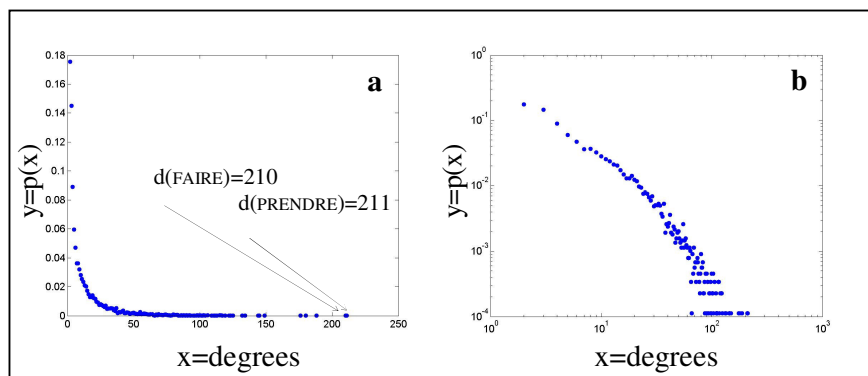 a
0.18
0.16
0.14
0.12
0.1
0.08
0.06
0.04
0.02
0
y=p(x)
d(FAIRE)=210
d(PRENDRE)=211
0 50 100 150 200 250
x=degrees
b
10^0
10^-1
10^-2
10^-3
10^-4
y=p(x)
10^0 10^1 10^2 10^3
x=degrees